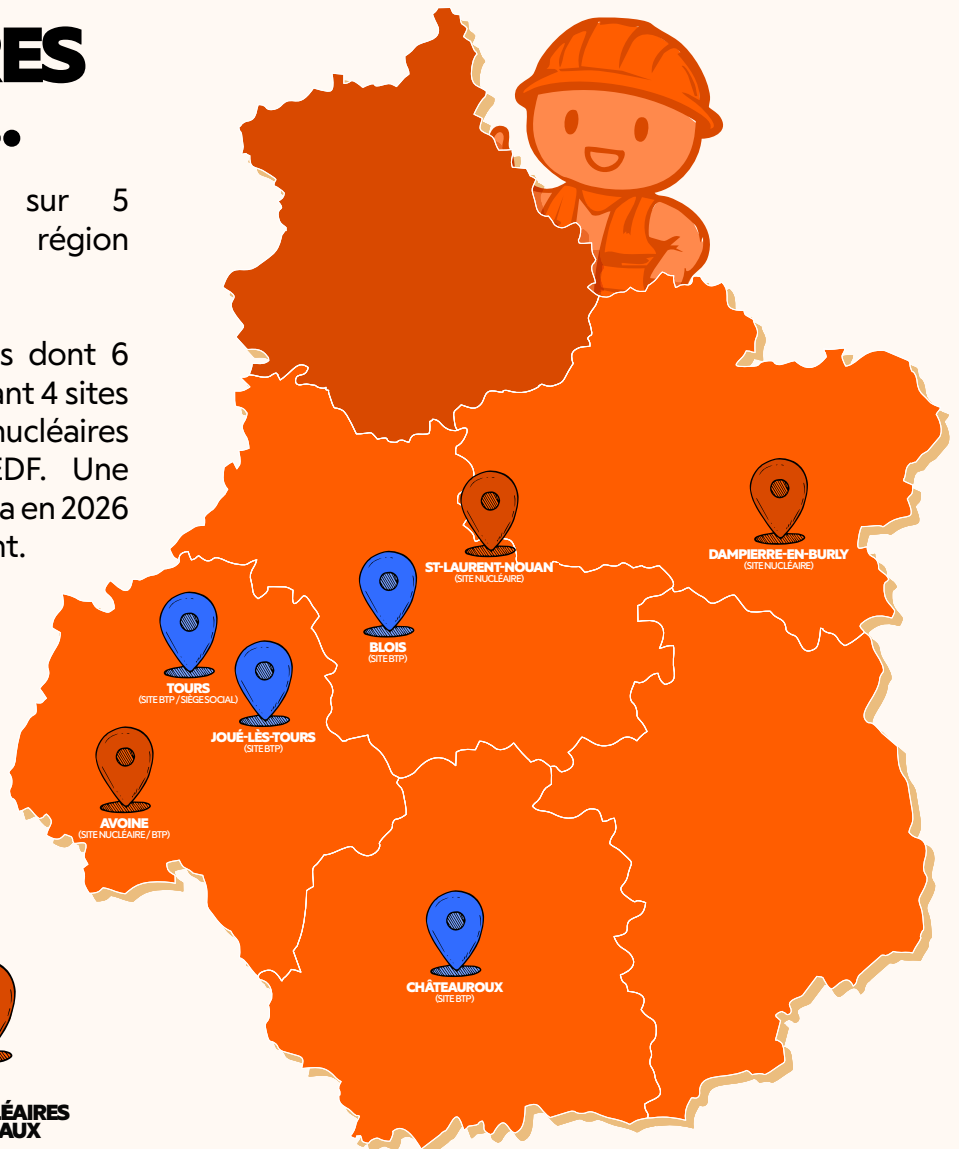 RES
..
sur 5
région
s dont 6
ant 4 sites
nucléaires
EDF. Une
a en 2026
nt.
ST-LAURENT-NOUAN
(SITE NUCLÉAIRE)
DAMPIERRE-EN-BURLY
(SITE NUCLÉAIRE)
BLOIS
(SITE BTP)
TOURS
(SITE BTP / SIÈGE SOCIAL)
JOUÉ-LÈS-TOURS
(SITE BTP)
AVOINE
(SITE NUCLÉAIRE / BTP)
CHÂTEAUROUX
(SITE BTP)
LÉAIRES
AUX